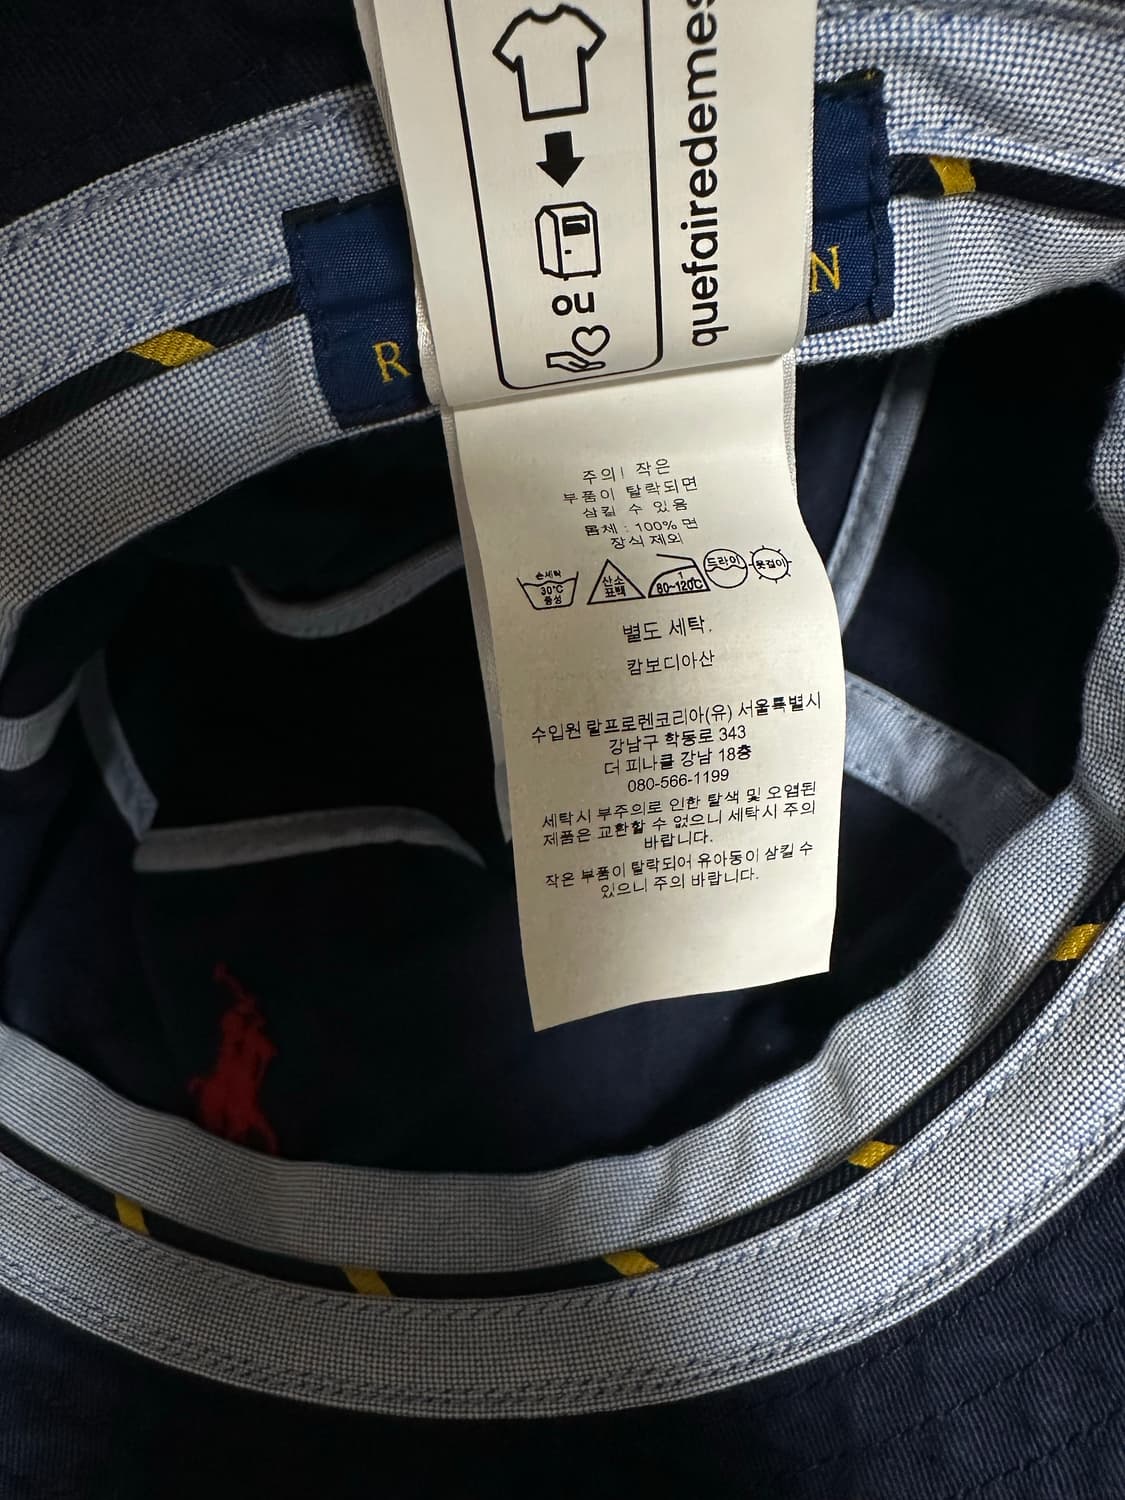 ou
quefairedemes
R
N
주의! 작은
부품이 탈락되면
삼킬 수 있음
몸체 : 100% 면
장식 제외
손세탁
30°C
중성
산소
표백
1
80~120℃
드라이
옷걸이
별도 세탁.
캄보디아산
수입원 랄프로렌코리아(유) 서울특별시
강남구 학동로 343
더 피나클 강남 18층
080-566-1199
세탁시 부주의로 인한 탈색 및 오염된
제품은 교환할 수 없으니 세탁시 주의
바랍니다.
작은 부품이 탈락되어 유아동이 삼킬 수
있으니 주의 바랍니다.